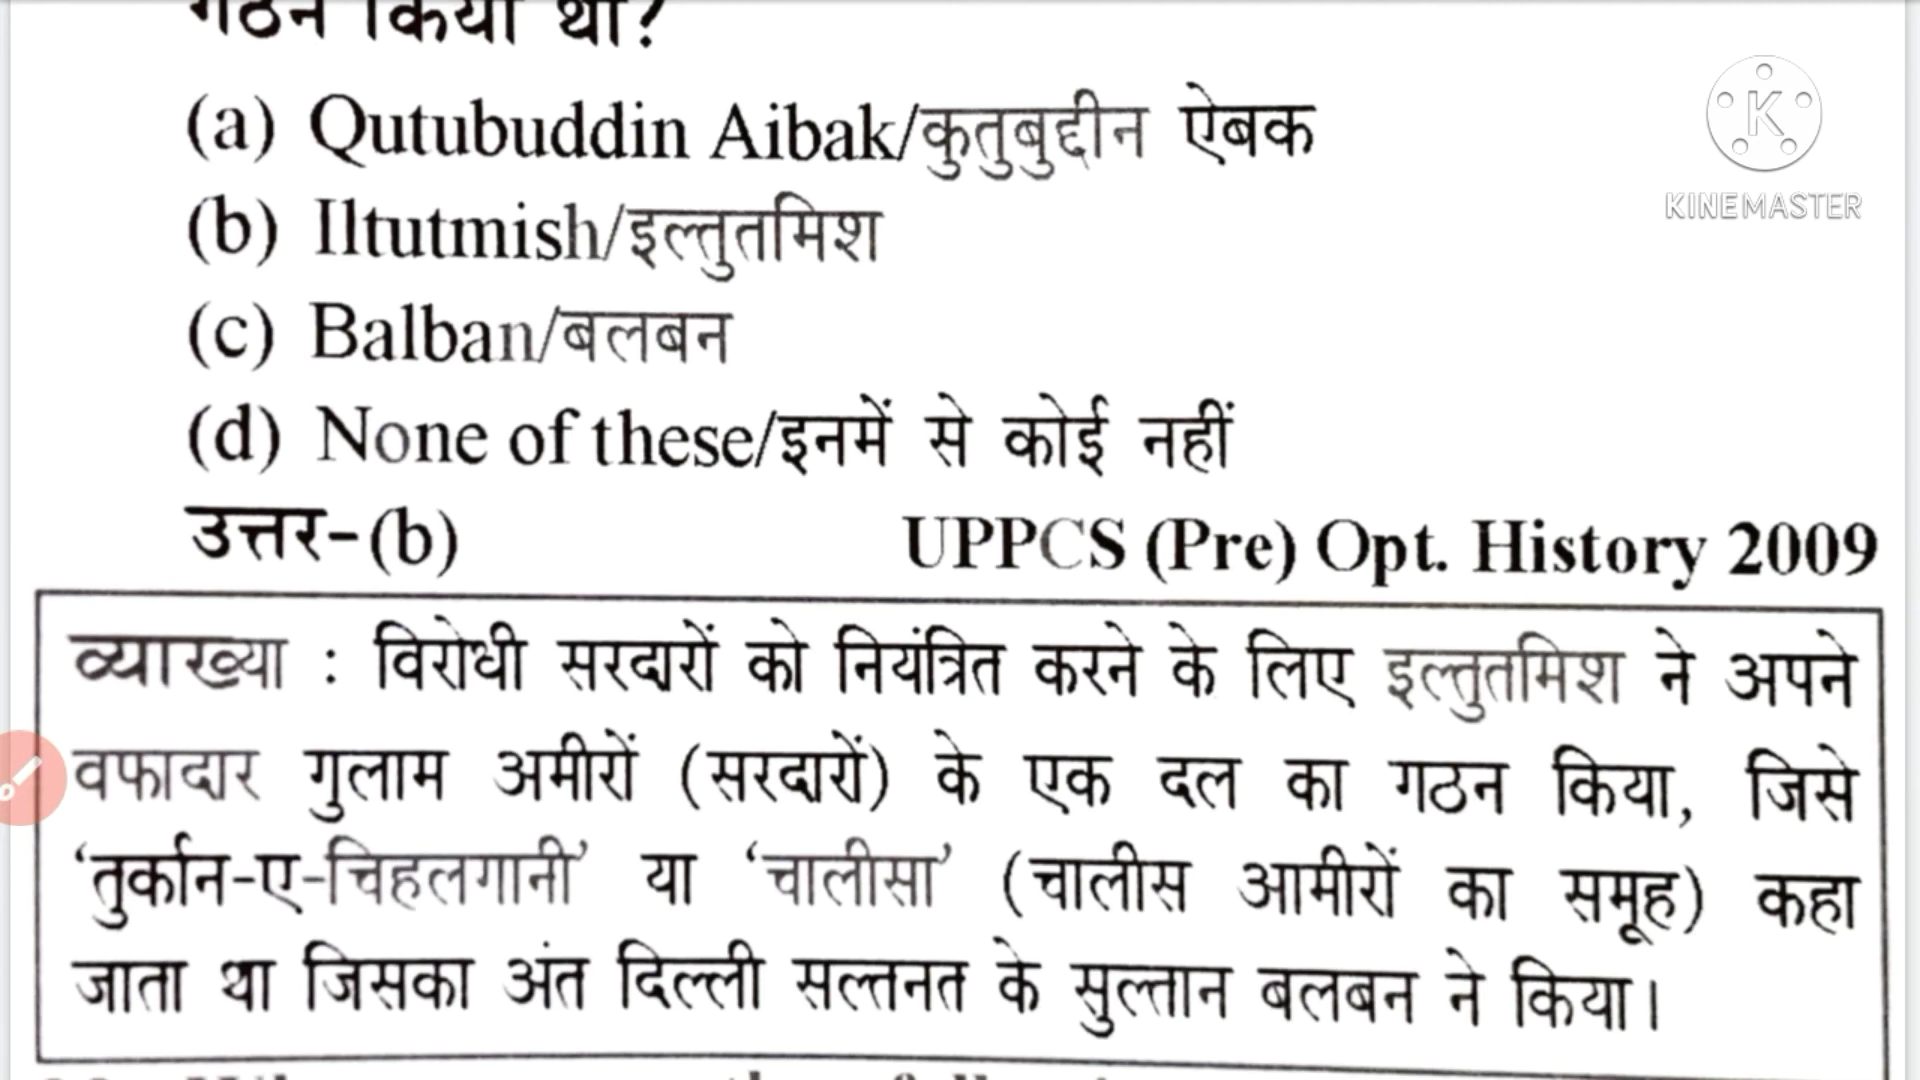 गठन किया था?
(a) Qutubuddin Aibak/कुतुबुद्दीन ऐबक
K
KINEMASTER
(b) Iltutmish/इल्तुतमिश
(c) Balban/बलबन
(d) None of these/इनमें से कोई नहीं
उत्तर-(b) UPPCS (Pre) Opt. History 2009
व्याख्या : विरोधी सरदारों को नियंत्रित करने के लिए इल्तुतमिश ने अपने
वफादार गुलाम अमीरों (सरदारों) के एक दल का गठन किया, जिसे
‘तुर्कान-ए-चिहलगानी’ या ‘चालीसा’ (चालीस आमीरों का समूह) कहा
जाता था जिसका अंत दिल्ली सल्तनत के सुल्तान बलबन ने किया।